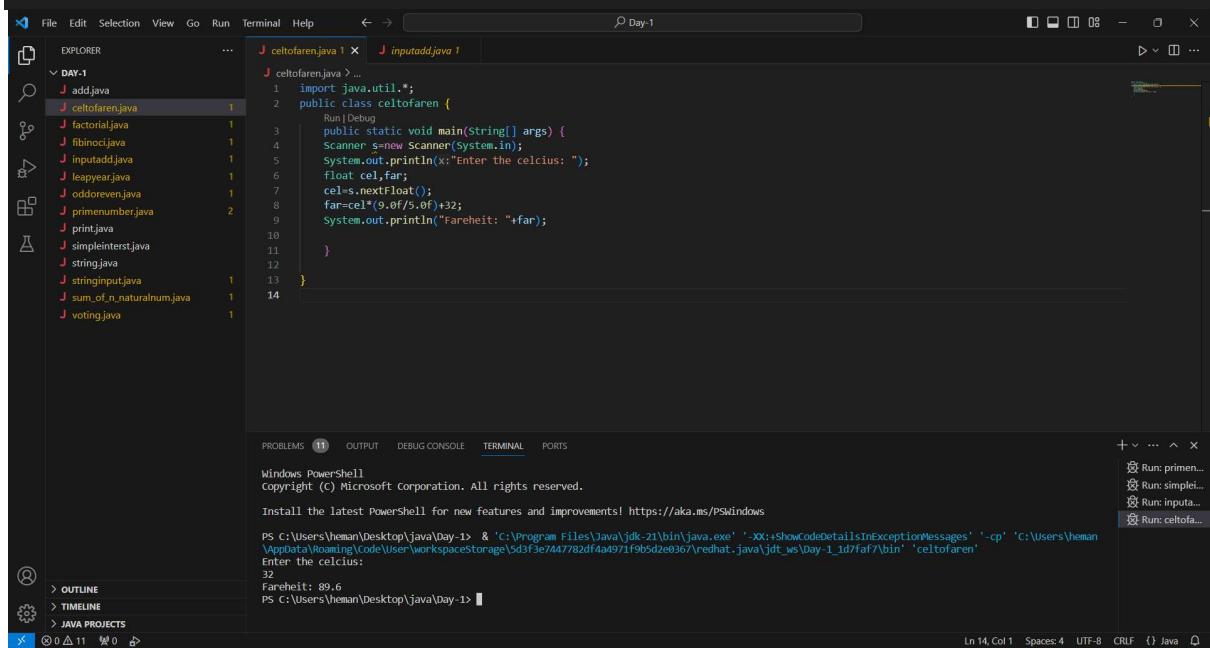 File Edit Selection View Go Run Terminal Help
Day-1
EXPLORER
DAY-1
add.java
celtofaren.java 1
factorial.java 1
fibinoci.java 1
inputadd.java 1
leapyear.java 1
oddoreven.java 1
primenumber.java 2
print.java
simpleinterst.java
string.java
stringinput.java 1
sum_of_n_naturalnum.java 1
voting.java 1
OUTLINE
TIMELINE
JAVA PROJECTS
celtofaren.java 1 inputadd.java 1
celtofaren.java > ...
1 import java.util.*;
2 public class celtofaren {
Run | Debug
3 public static void main(String[] args) {
4 Scanner s=new Scanner(System.in);
5 System.out.println(x:"Enter the celcius: ");
6 float cel,far;
7 cel=s.nextFloat();
8 far=cel*(9.0f/5.0f)+32;
9 System.out.println("Fareheit: "+far);
10
11 }
12
13 }
14
PROBLEMS 11 OUTPUT DEBUG CONSOLE TERMINAL PORTS
Windows PowerShell
Copyright (C) Microsoft Corporation. All rights reserved.
Install the latest PowerShell for new features and improvements! https://aka.ms/PSWindows
PS C:\Users\heman\Desktop\java\Day-1> & 'C:\Program Files\Java\jdk-21\bin\java.exe' '-XX:+ShowCodeDetailsInExceptionMessages' '-cp' 'C:\Users\heman
\AppData\Roaming\Code\User\workspaceStorage\5d3f3e7447782df4a4971f9b5d2e0367\redhat.java\jdt_ws\Day-1_1d7faf7\bin' 'celtofaren'
Enter the celcius:
32
Fareheit: 89.6
PS C:\Users\heman\Desktop\java\Day-1>
Run: primen...
Run: simplei...
Run: inputa...
Run: celtofa...
0 11 0
Ln 14, Col 1 Spaces: 4 UTF-8 CRLF {} Java